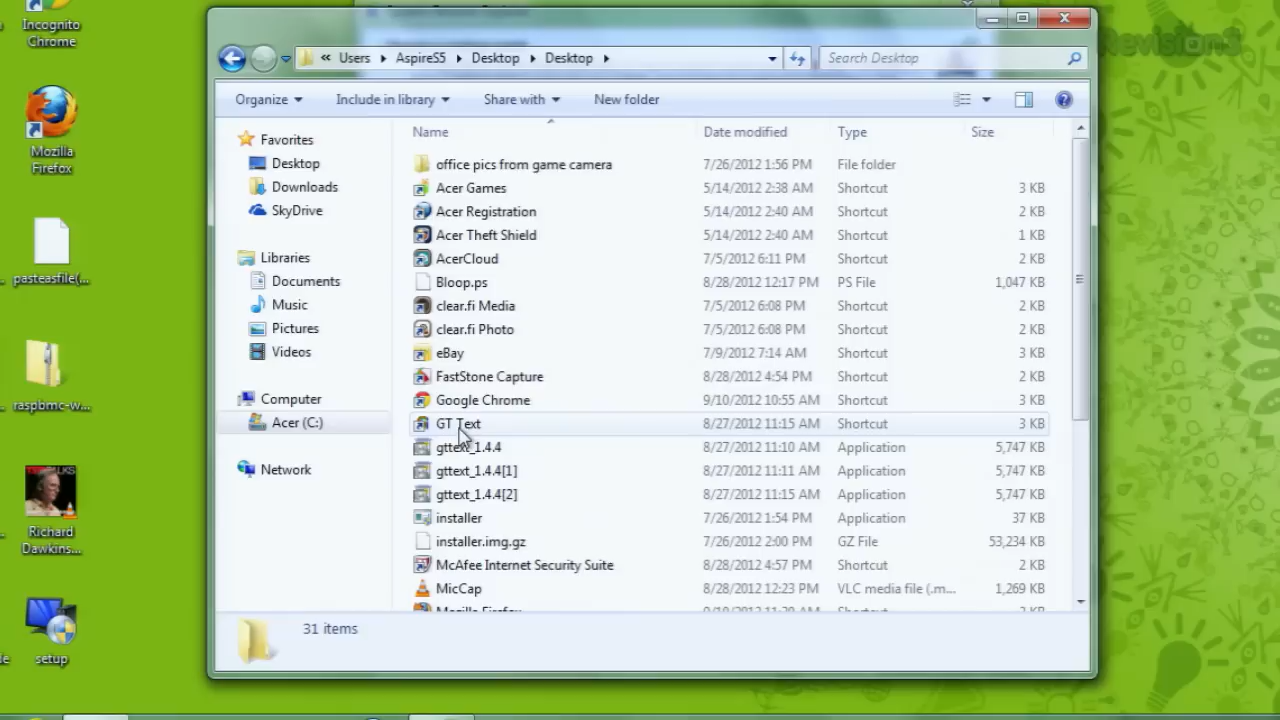 Incognito
Chrome
Revision3
« Users ▸ AspireS5 ▸ Desktop ▸ Desktop ▸
Search Desktop
Organize Include in library Share with New folder
Name Date modified Type Size
Favorites
Desktop
Downloads
SkyDrive
Libraries
Documents
Music
Pictures
Videos
Computer
Acer (C:)
Network
office pics from game camera 7/26/2012 1:56 PM File folder
Acer Games 5/14/2012 2:38 AM Shortcut 3 KB
Acer Registration 5/14/2012 2:40 AM Shortcut 2 KB
Acer Theft Shield 5/14/2012 2:40 AM Shortcut 1 KB
AcerCloud 7/5/2012 6:11 PM Shortcut 2 KB
Bloop.ps 8/28/2012 12:17 PM PS File 1,047 KB
clear.fi Media 7/5/2012 6:08 PM Shortcut 2 KB
clear.fi Photo 7/5/2012 6:08 PM Shortcut 2 KB
eBay 7/9/2012 7:14 AM Shortcut 3 KB
FastStone Capture 8/28/2012 4:54 PM Shortcut 2 KB
Google Chrome 9/10/2012 10:55 AM Shortcut 3 KB
GT Text 8/27/2012 11:15 AM Shortcut 3 KB
gttext_1.4.4 8/27/2012 11:10 AM Application 5,747 KB
gttext_1.4.4[1] 8/27/2012 11:11 AM Application 5,747 KB
gttext_1.4.4[2] 8/27/2012 11:15 AM Application 5,747 KB
installer 7/26/2012 1:54 PM Application 37 KB
installer.img.gz 7/26/2012 2:00 PM GZ File 53,234 KB
McAfee Internet Security Suite 8/28/2012 4:57 PM Shortcut 2 KB
MicCap 8/28/2012 12:23 PM VLC media file (.m... 1,269 KB
Mozilla Firefox
31 items
Mozilla
Firefox
pasteasfile(...
raspbmc-w...
Richard
Dawkins...
setup